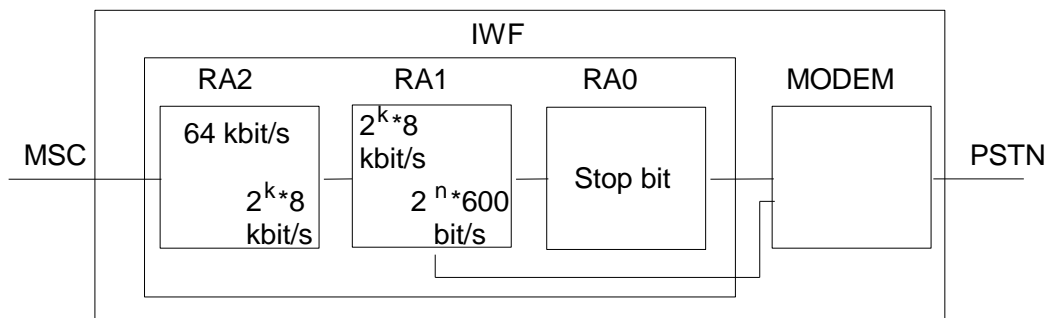 IWF
RA2 RA1 RA0 MODEM
MSC
64 kbit/s
2^k*8
kbit/s
2^k*8
kbit/s
2^n*600
bit/s
Stop bit
PSTN